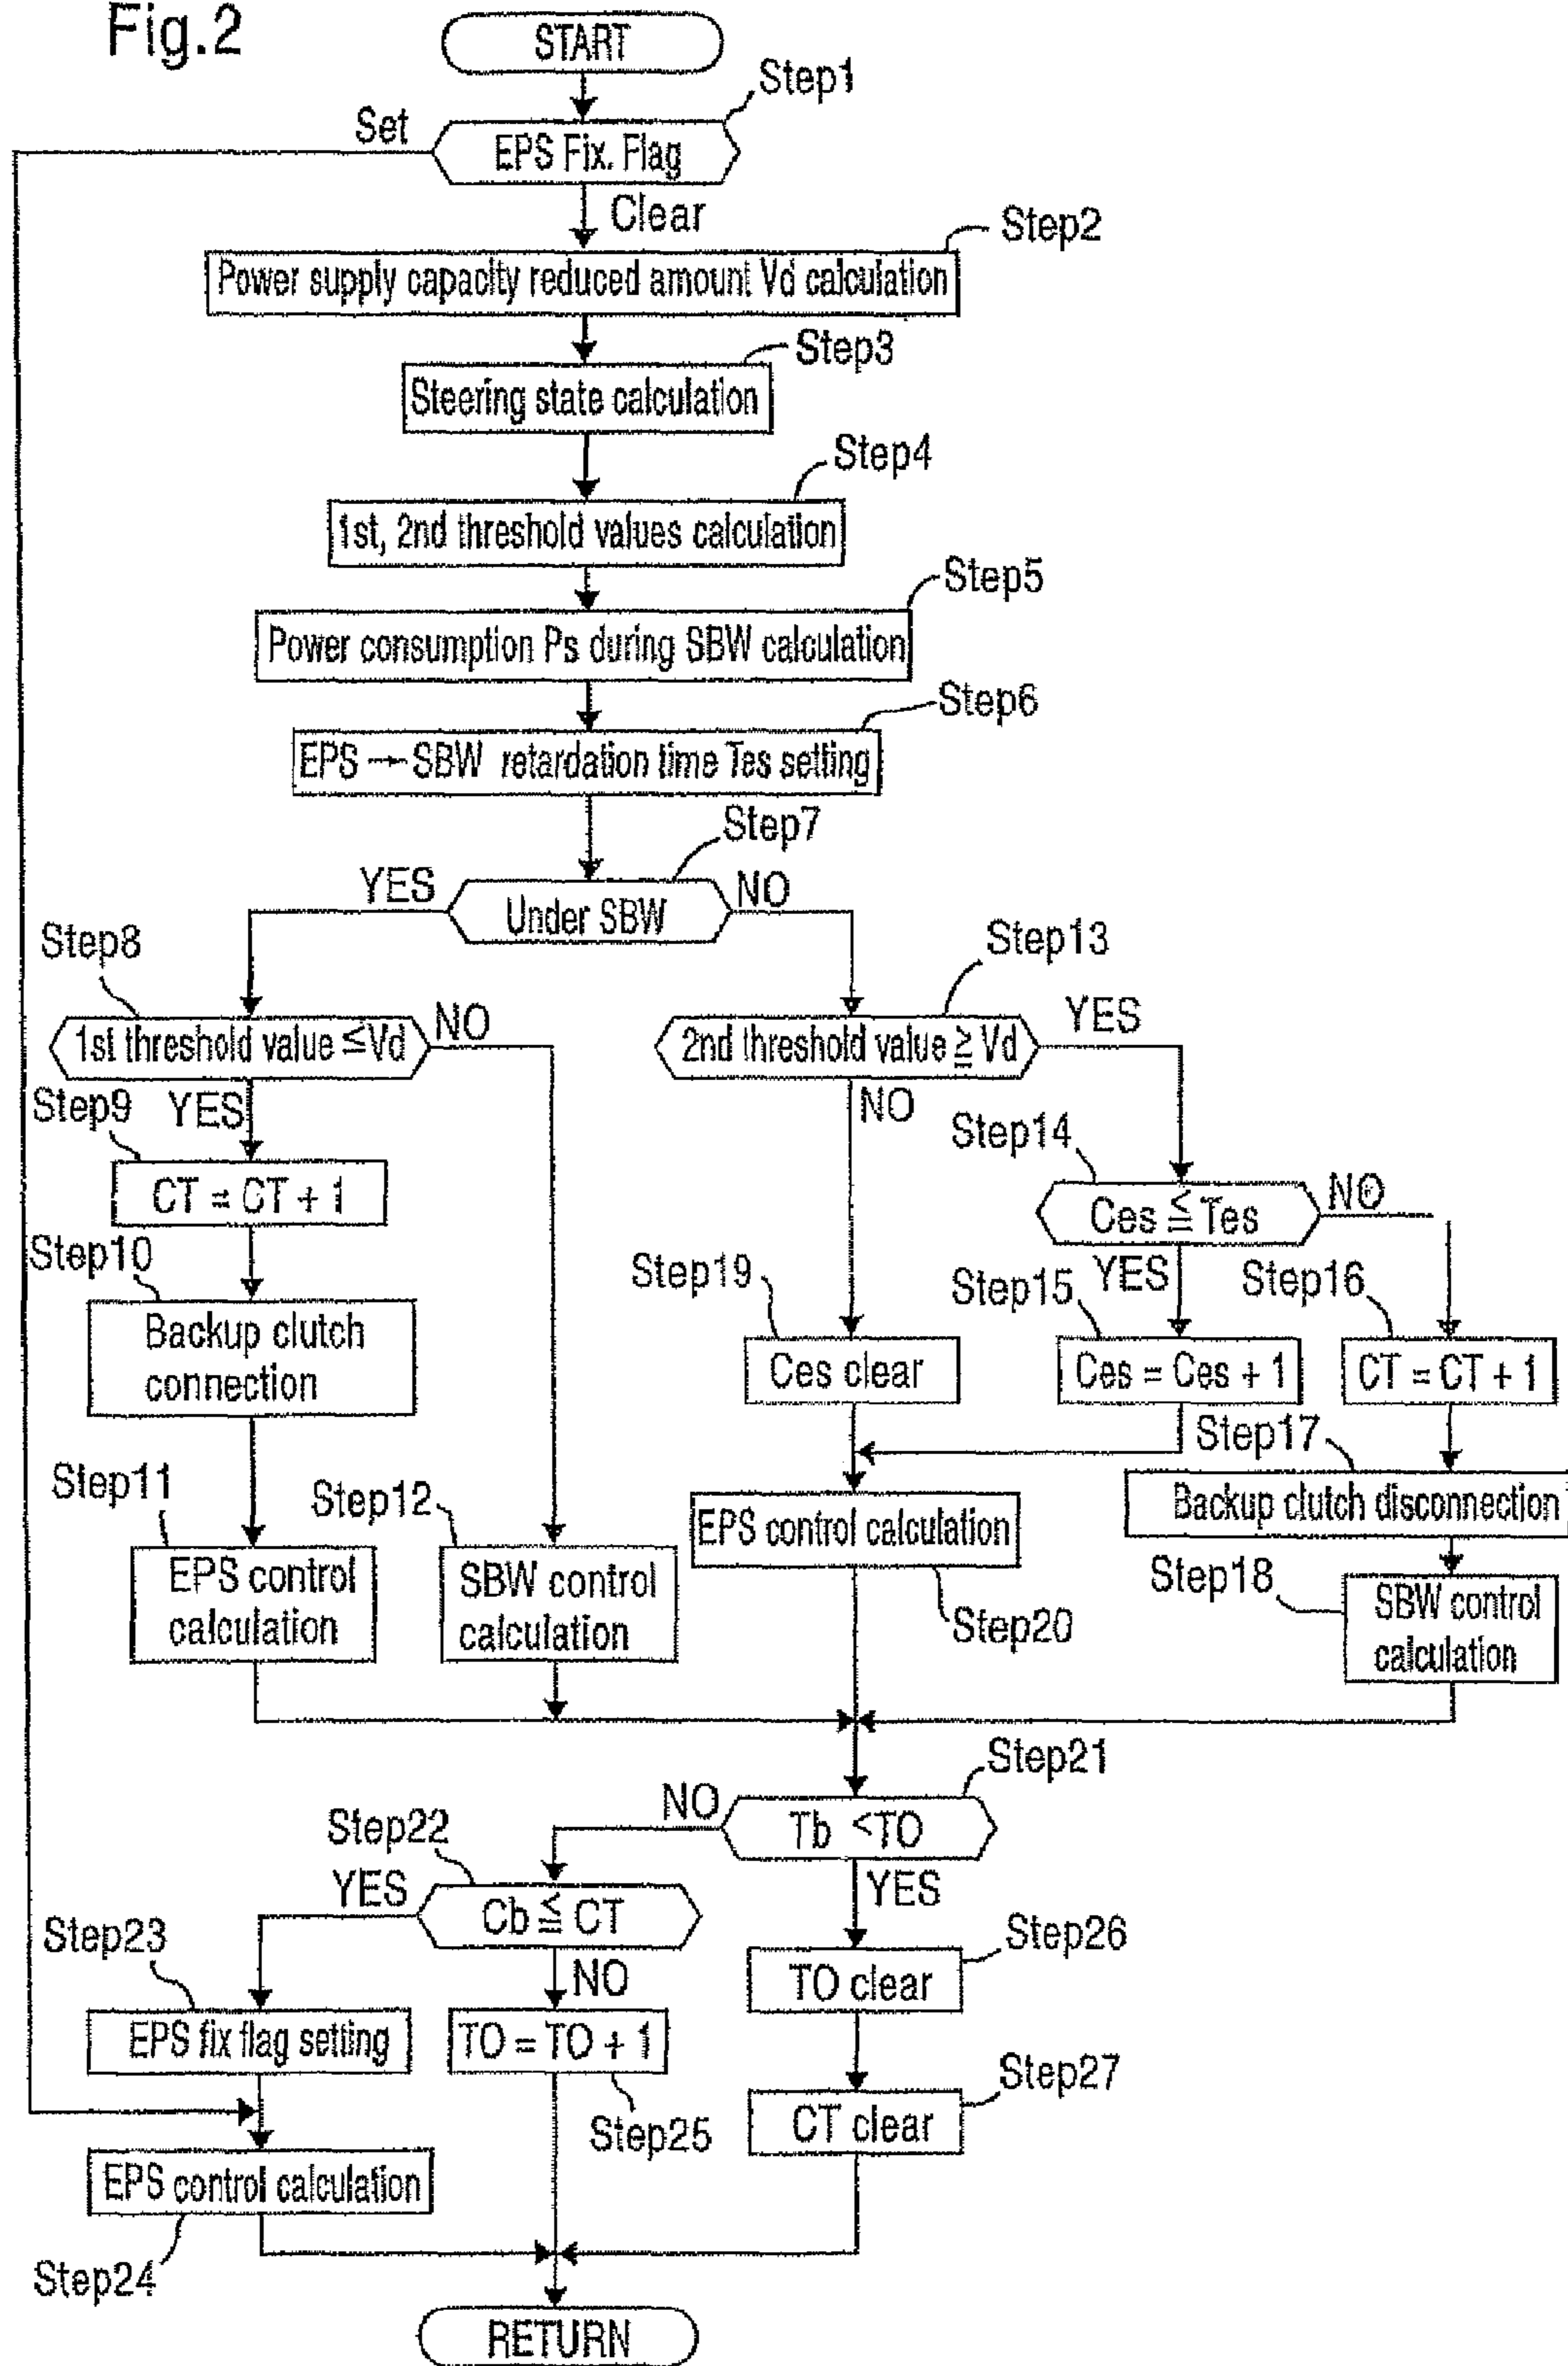 Fig.2
START
Step1
Set
EPS Fix. Flag
Clear
Step2
Power supply capacity reduced amount Vd calculation
Step3
Steering state calculation
Step4
1st, 2nd threshold values calculation
Step5
Power consumption Ps during SBW calculation
Step6
EPS → SBW retardation time Tes setting
Step7
YES
Under SBW
NO
Step8
Step13
1st threshold value ≦Vd
NO
2nd threshold value ≧ Vd
YES
Step9
YES
NO
Step14
CT = CT + 1
Ces ≦ Tes
NO
Step10
Step19
Step15
YES
Step16
Backup clutch
connection
Ces clear
Ces = Ces + 1
CT = CT + 1
Step17
Step11
Step12
Backup clutch disconnection
EPS control calculation
EPS control
calculation
SBW control
calculation
Step18
Step20
SBW control
calculation
Step21
NO
Tb <TO
Step22
YES
YES
Cb ≦ CT
Step23
NO
Step26
TO clear
EPS fix flag setting
TO = TO + 1
Step27
Step25
CT clear
EPS control calculation
Step24
RETURN